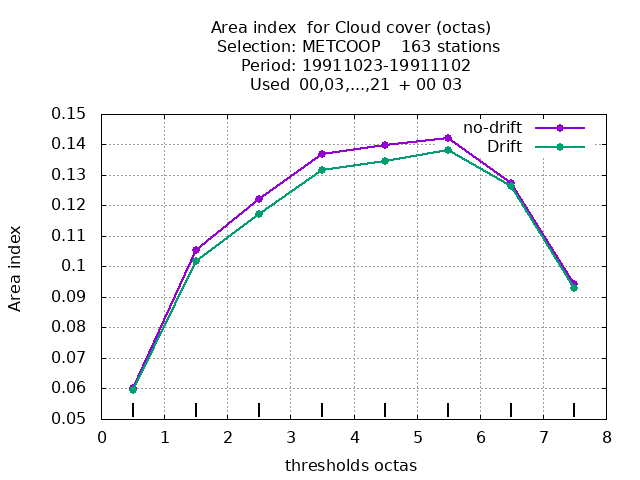 Area index  for Cloud cover (octas)
Selection: METCOOP    163 stations
Period: 19911023-19911102
Used  00,03,...,21  + 00 03
0.15
0.14
0.13
0.12
0.11
0.1
0.09
0.08
0.07
0.06
0.05
no-drift
Drift
Area index
0 1 2 3 4 5 6 7 8
thresholds octas